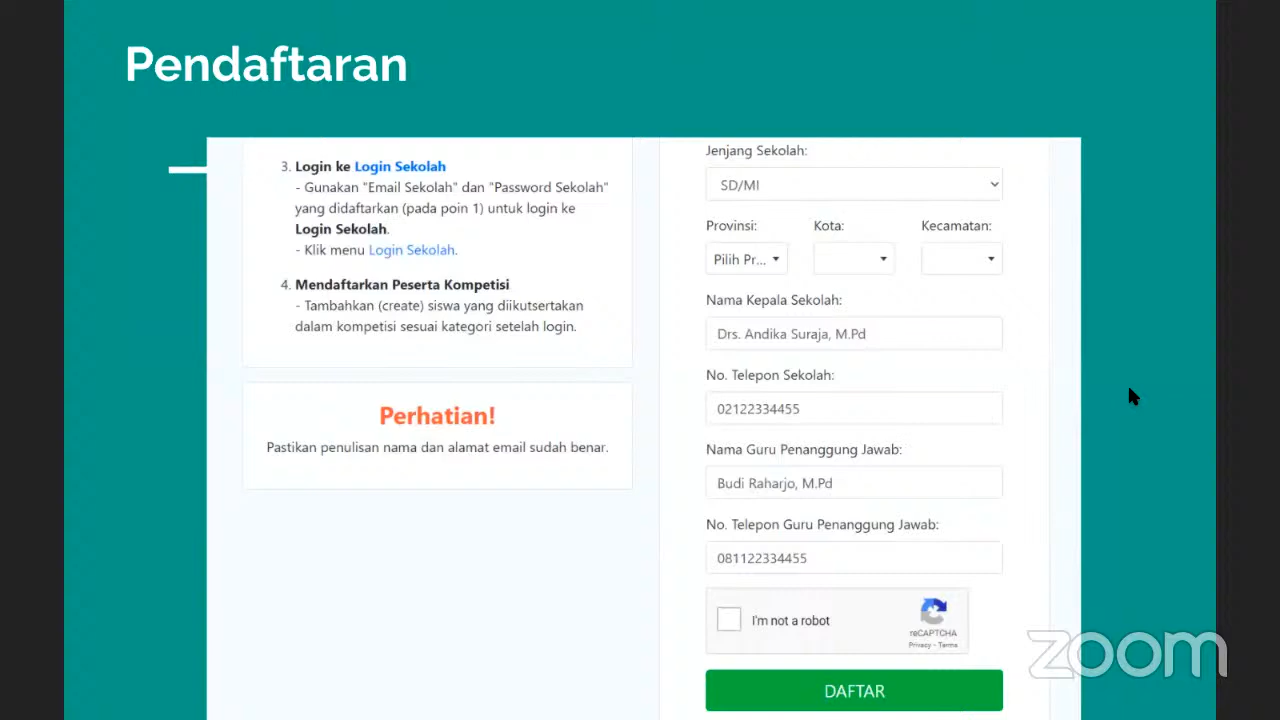 Pendaftaran
3. Login ke Login Sekolah
- Gunakan "Email Sekolah" dan "Password Sekolah"
yang didaftarkan (pada poin 1) untuk login ke
Login Sekolah.
- Klik menu Login Sekolah.
4. Mendaftarkan Peserta Kompetisi
- Tambahkan (create) siswa yang diikutsertakan
dalam kompetisi sesuai kategori setelah login.
Perhatian!
Pastikan penulisan nama dan alamat email sudah benar.
Jenjang Sekolah:
SD/MI
Provinsi: Kota: Kecamatan:
Pilih Pr...
Nama Kepala Sekolah:
Drs. Andika Suraja, M.Pd
No. Telepon Sekolah:
02122334455
Nama Guru Penanggung Jawab:
Budi Raharjo, M.Pd
No. Telepon Guru Penanggung Jawab:
081122334455
I'm not a robot
reCAPTCHA
Privacy - Terms
DAFTAR
zoom